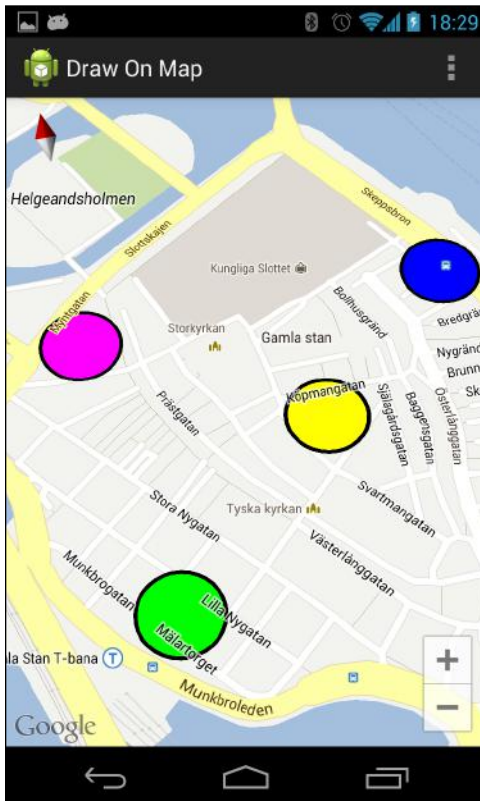 18:29
Draw On Map
Helgeandsholmen
Slottskajen
Skeppsbron
Kungliga Slottet
Myntgatan
Storkyrkan
Gamla stan
Bollhusgränd
Bredgrä
Nygränd
Brunn
Sk
Köpmangatan
Prästgatan
Själagårdsgatan
Baggensgatan
Österlånggatan
Stora Nygatan
Tyska kyrkan
Svartmangatan
Västerlånggatan
Munkbrogatan
Lilla Nygatan
Mälartorget
la Stan T-bana T
Munkbroleden
+
−
Google